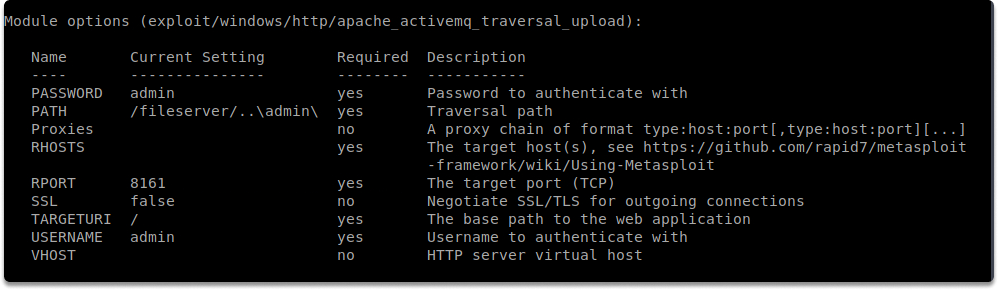 Module options (exploit/windows/http/apache_activemq_traversal_upload):
Name Current Setting Required Description
---- --------------- -------- -----------
PASSWORD admin yes Password to authenticate with
PATH /fileserver/..\admin\ yes Traversal path
Proxies no A proxy chain of format type:host:port[,type:host:port][...]
RHOSTS yes The target host(s), see https://github.com/rapid7/metasploit
-framework/wiki/Using-Metasploit
RPORT 8161 yes The target port (TCP)
SSL false no Negotiate SSL/TLS for outgoing connections
TARGETURI / yes The base path to the web application
USERNAME admin yes Username to authenticate with
VHOST no HTTP server virtual host